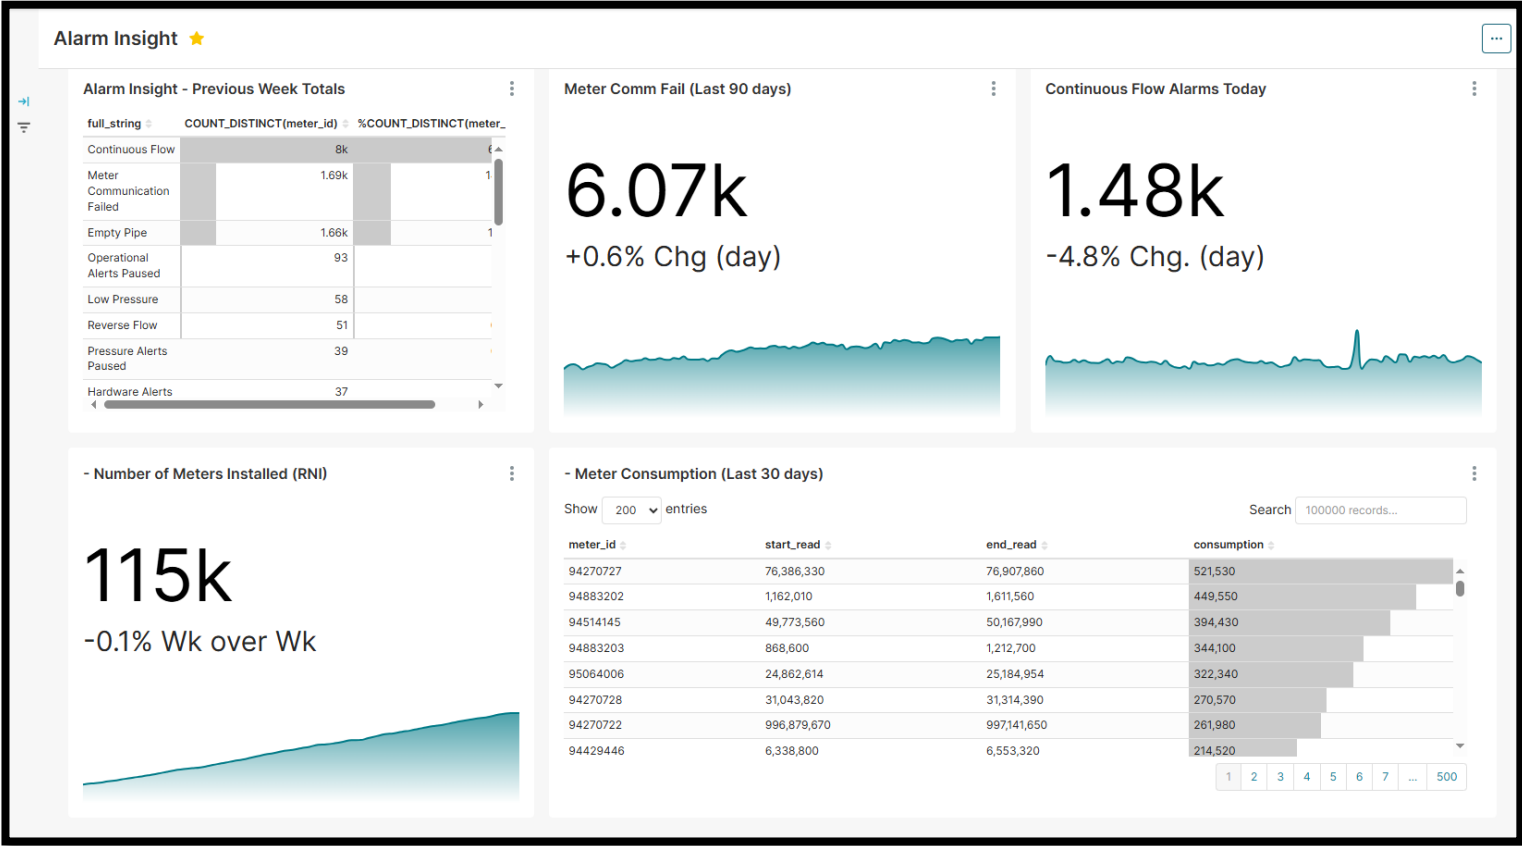 Alarm Insight
...
Alarm Insight - Previous Week Totals
full_string COUNT_DISTINCT(meter_id) %COUNT_DISTINCT(meter_
Continuous Flow 8k
Meter 1.69k
Communication
Failed
Empty Pipe 1.66k
Operational 93
Alerts Paused
Low Pressure 58
Reverse Flow 51
Pressure Alerts 39
Paused
Hardware Alerts 37
Meter Comm Fail (Last 90 days)
6.07k
+0.6% Chg (day)
Continuous Flow Alarms Today
1.48k
-4.8% Chg. (day)
- Number of Meters Installed (RNI)
115k
-0.1% Wk over Wk
- Meter Consumption (Last 30 days)
Show 200 entries Search 100000 records...
meter_id start_read end_read consumption
94270727 76,386,330 76,907,860 521,530
94883202 1,162,010 1,611,560 449,550
94514145 49,773,560 50,167,990 394,430
94883203 868,600 1,212,700 344,100
95064006 24,862,614 25,184,954 322,340
94270728 31,043,820 31,314,390 270,570
94270722 996,879,670 997,141,650 261,980
94429446 6,338,800 6,553,320 214,520
1 2 3 4 5 6 7 ... 500